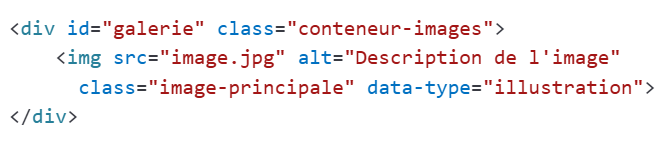 <div id="galerie" class="conteneur-images">
    <img src="image.jpg" alt="Description de l'image"
      class="image-principale" data-type="illustration">
</div>